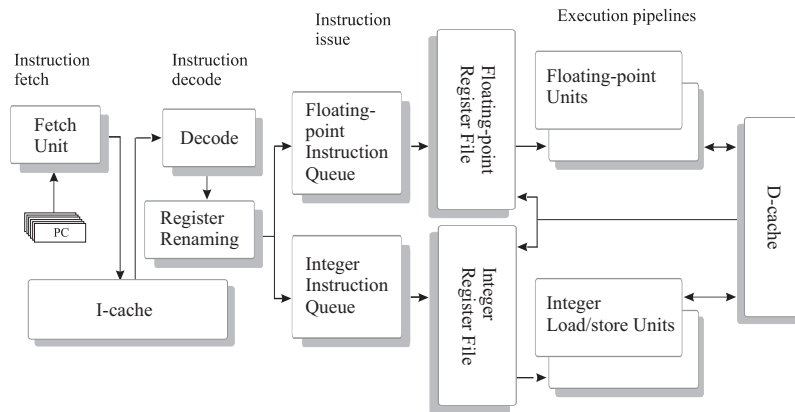 Instruction
fetch
Instruction
decode
Instruction
issue
Execution pipelines
Fetch
Unit
PC
I-cache
Decode
Register
Renaming
Floating-
point
Instruction
Queue
Integer
Instruction
Queue
Floating-point
Register File
Integer
Register File
Floating-point
Units
Integer
Load/store Units
D-cache